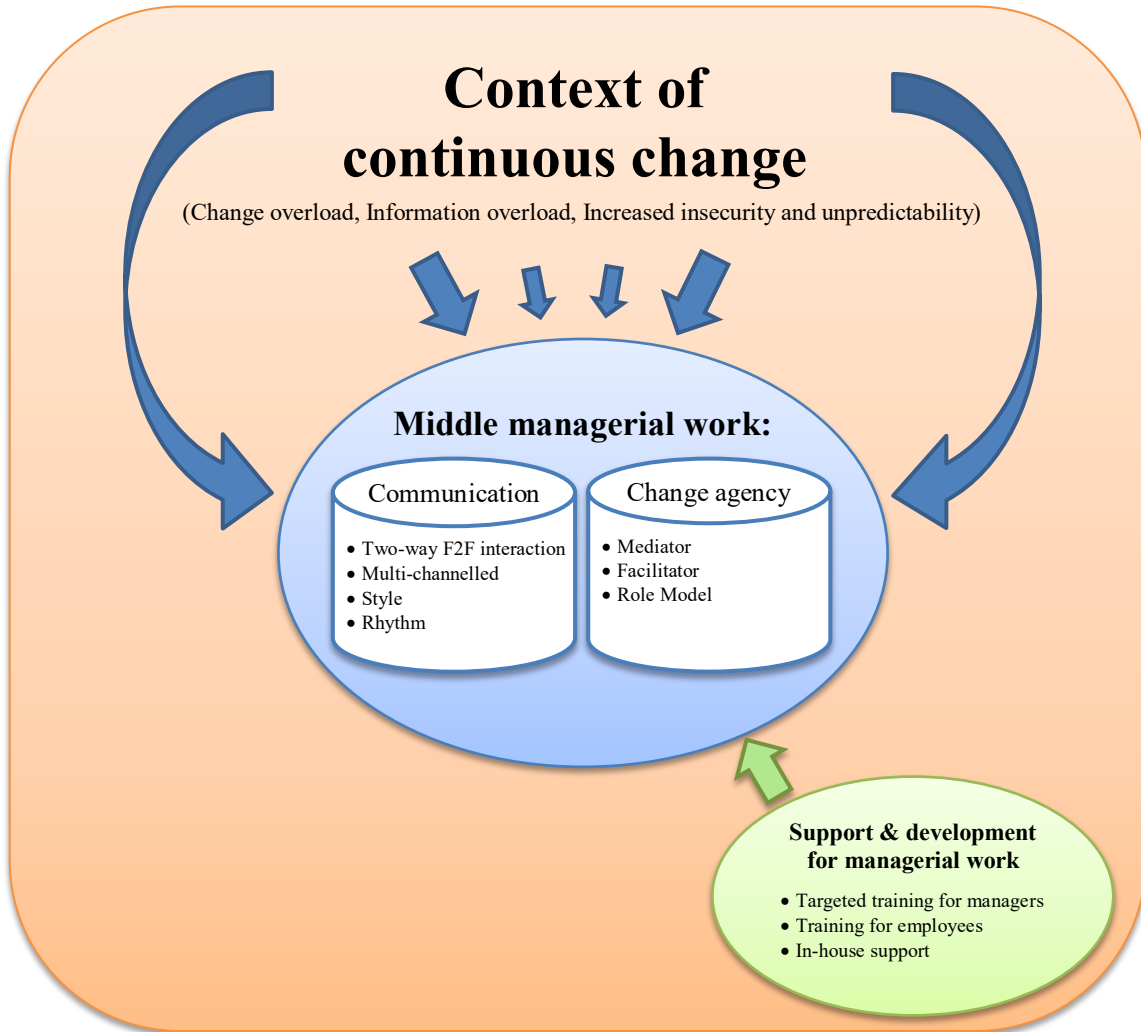 Context of
continuous change
(Change overload, Information overload, Increased insecurity and unpredictability)
Middle managerial work:
Communication
• Two-way F2F interaction
• Multi-channelled
• Style
• Rhythm
Change agency
• Mediator
• Facilitator
• Role Model
Support & development
for managerial work
• Targeted training for managers
• Training for employees
• In-house support